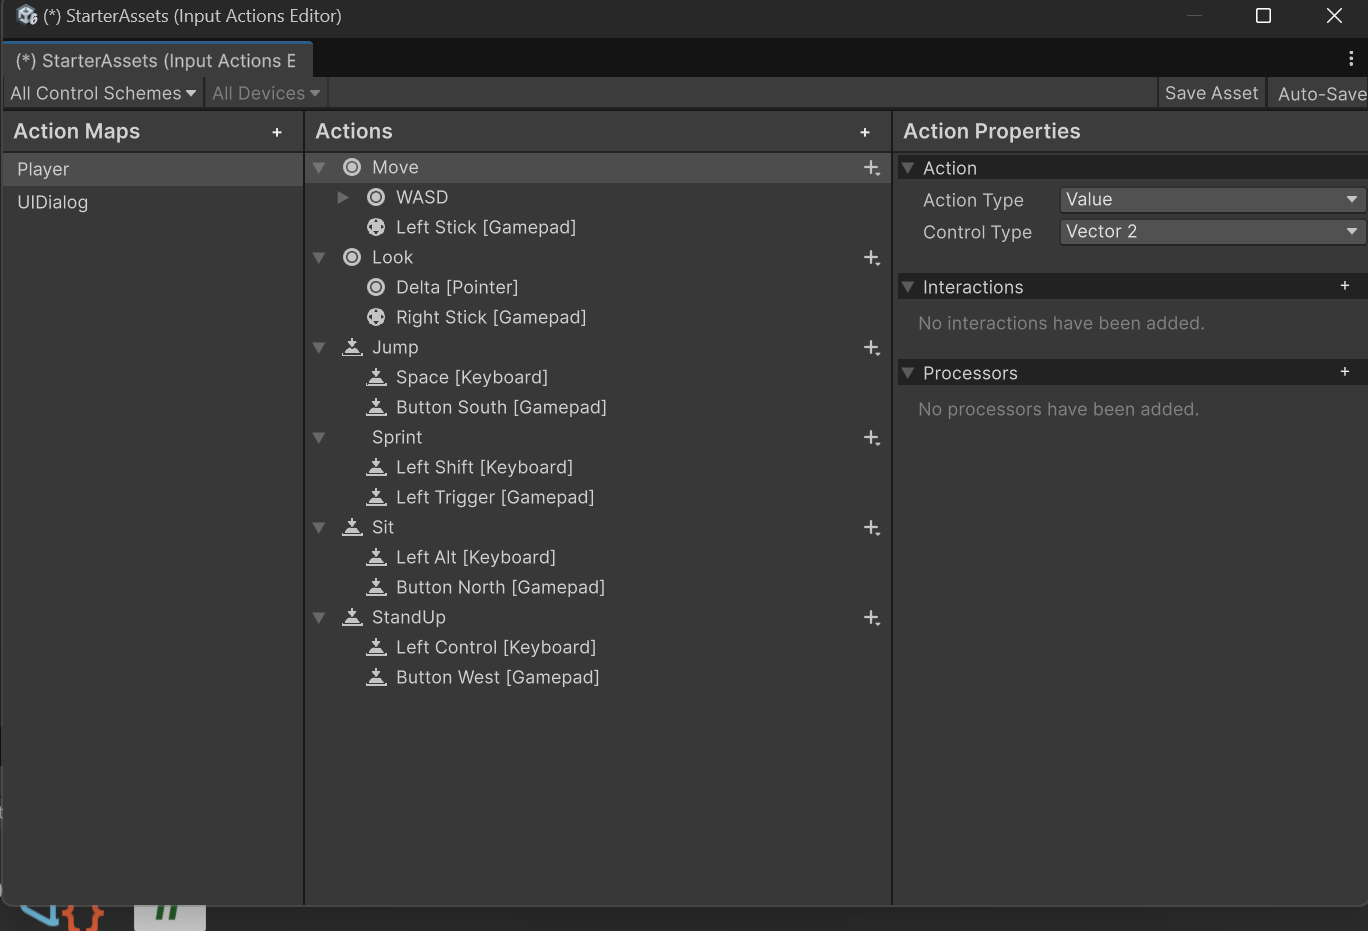 (*) StarterAssets (Input Actions Editor)
(*) StarterAssets (Input Actions E
All Control Schemes
All Devices
Save Asset
Auto-Save
Action Maps
+
Actions
+
Action Properties
Player
UIDialog
Move
WASD
Left Stick [Gamepad]
Look
Delta [Pointer]
Right Stick [Gamepad]
Jump
Space [Keyboard]
Button South [Gamepad]
Sprint
Left Shift [Keyboard]
Left Trigger [Gamepad]
Sit
Left Alt [Keyboard]
Button North [Gamepad]
StandUp
Left Control [Keyboard]
Button West [Gamepad]
Action
Action Type
Value
Control Type
Vector 2
Interactions
+
No interactions have been added.
Processors
+
No processors have been added.